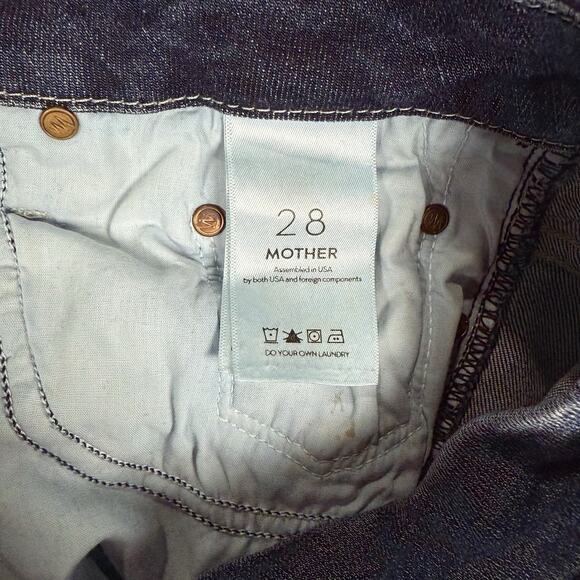 28
MOTHER
Assembled in USA
by both USA and foreign components
DO YOUR OWN LAUNDRY